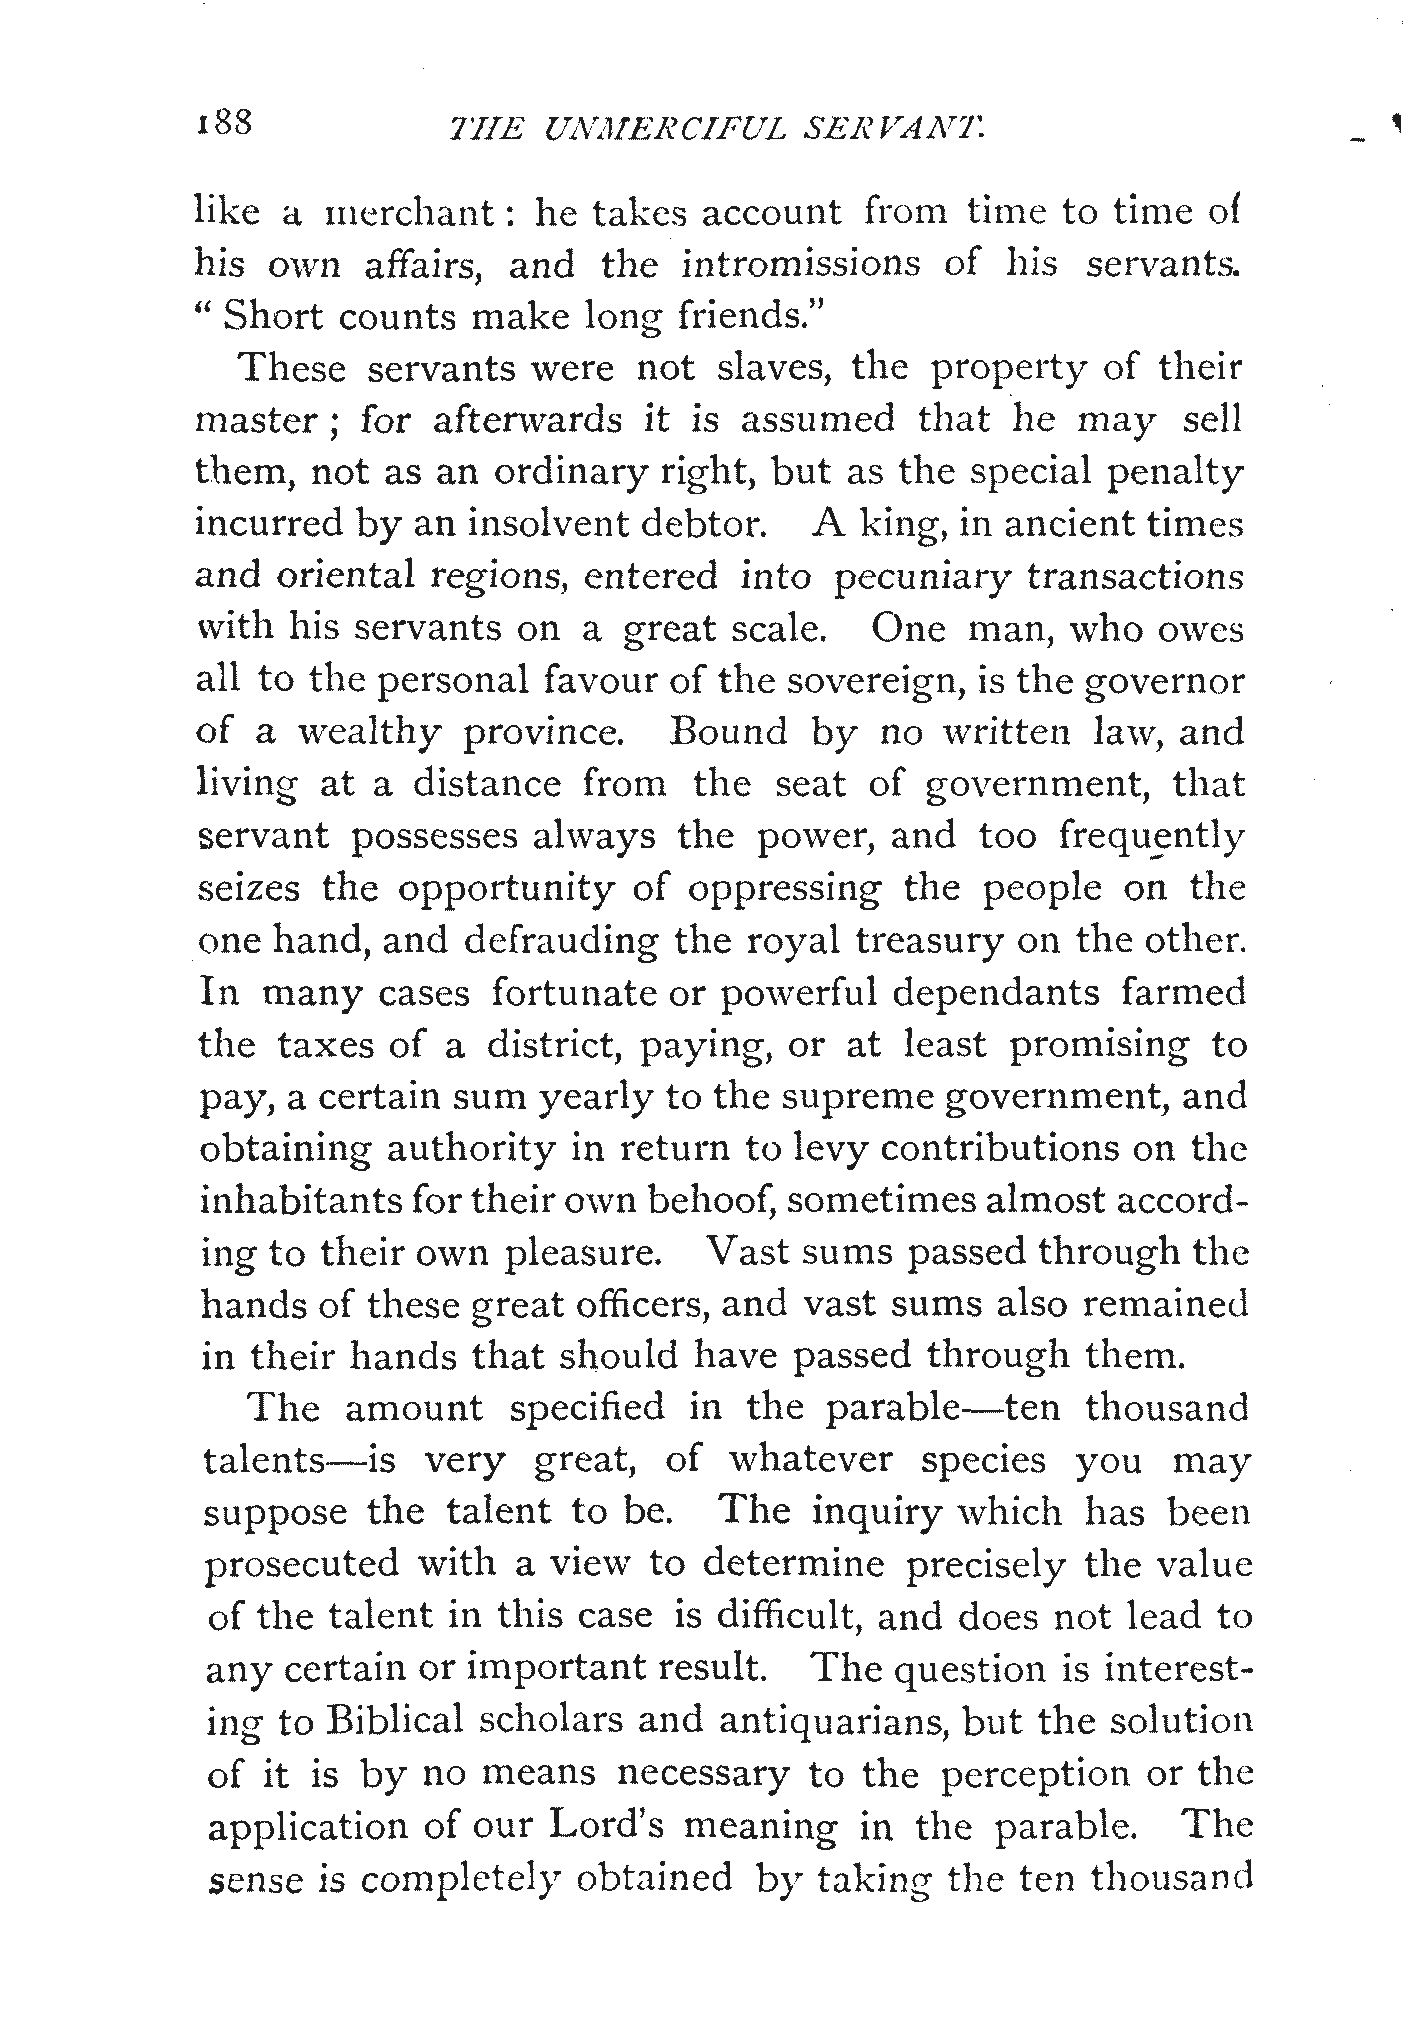 188 THE UNMERCIFUL SERVANT.
like a merchant : he takes account from time to time of
his own affairs, and the intromissions of his servants.
“ Short counts make long friends.”
These servants were not slaves, the property of their
master ; for afterwards it is assumed that he may sell
them, not as an ordinary right, but as the special penalty
incurred by an insolvent debtor. A king, in ancient times
and oriental regions, entered into pecuniary transactions
with his servants on a great scale. One man, who owes
all to the personal favour of the sovereign, is the governor
of a wealthy province. Bound by no written law, and
living at a distance from the seat of government, that
servant possesses always the power, and too frequently
seizes the opportunity of oppressing the people on the
one hand, and defrauding the royal treasury on the other.
In many cases fortunate or powerful dependants farmed
the taxes of a district, paying, or at least promising to
pay, a certain sum yearly to the supreme government, and
obtaining authority in return to levy contributions on the
inhabitants for their own behoof, sometimes almost accord-
ing to their own pleasure. Vast sums passed through the
hands of these great officers, and vast sums also remained
in their hands that should have passed through them.
The amount specified in the parable—ten thousand
talents—is very great, of whatever species you may
suppose the talent to be. The inquiry which has been
prosecuted with a view to determine precisely the value
of the talent in this case is difficult, and does not lead to
any certain or important result. The question is interest-
ing to Biblical scholars and antiquarians, but the solution
of it is by no means necessary to the perception or the
application of our Lord’s meaning in the parable. The
sense is completely obtained by taking the ten thousand